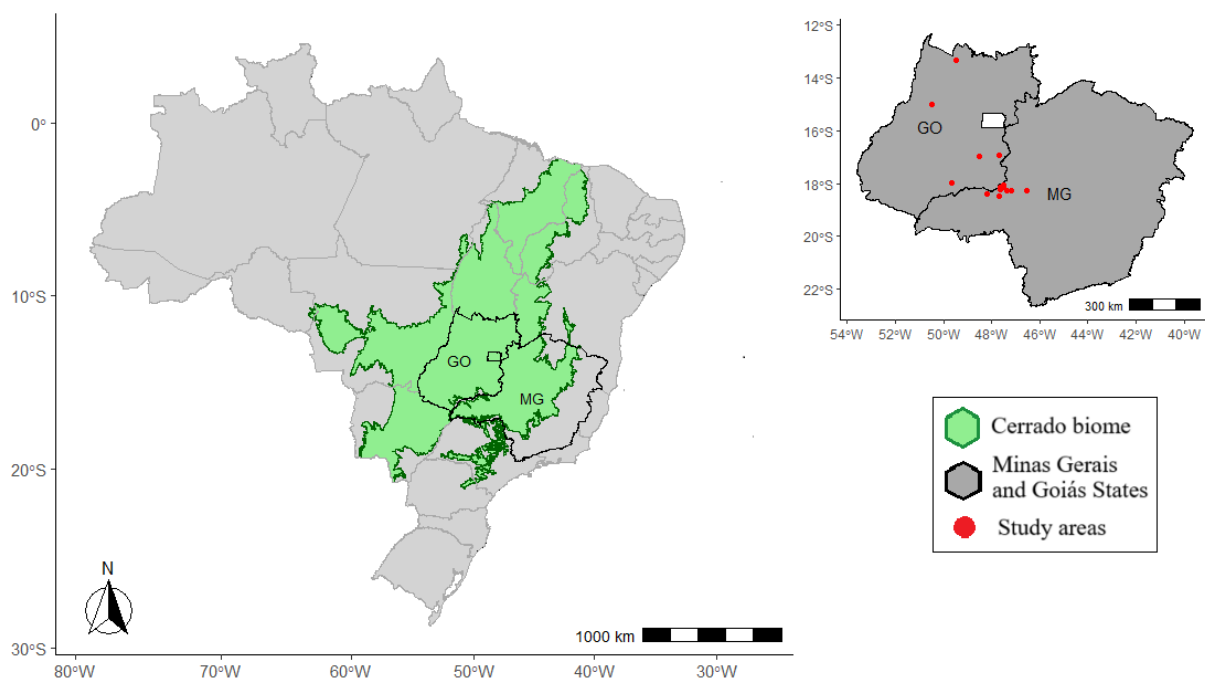 0°
10°S
20°S
30°S
80°W
70°W
60°W
50°W
40°W
30°W
GO
MG
N
1000 km
12°S
14°S
16°S
18°S
20°S
22°S
54°W
52°W
50°W
48°W
46°W
44°W
42°W
40°W
GO
MG
300 km
Cerrado biome
Minas Gerais
and Goiás States
Study areas